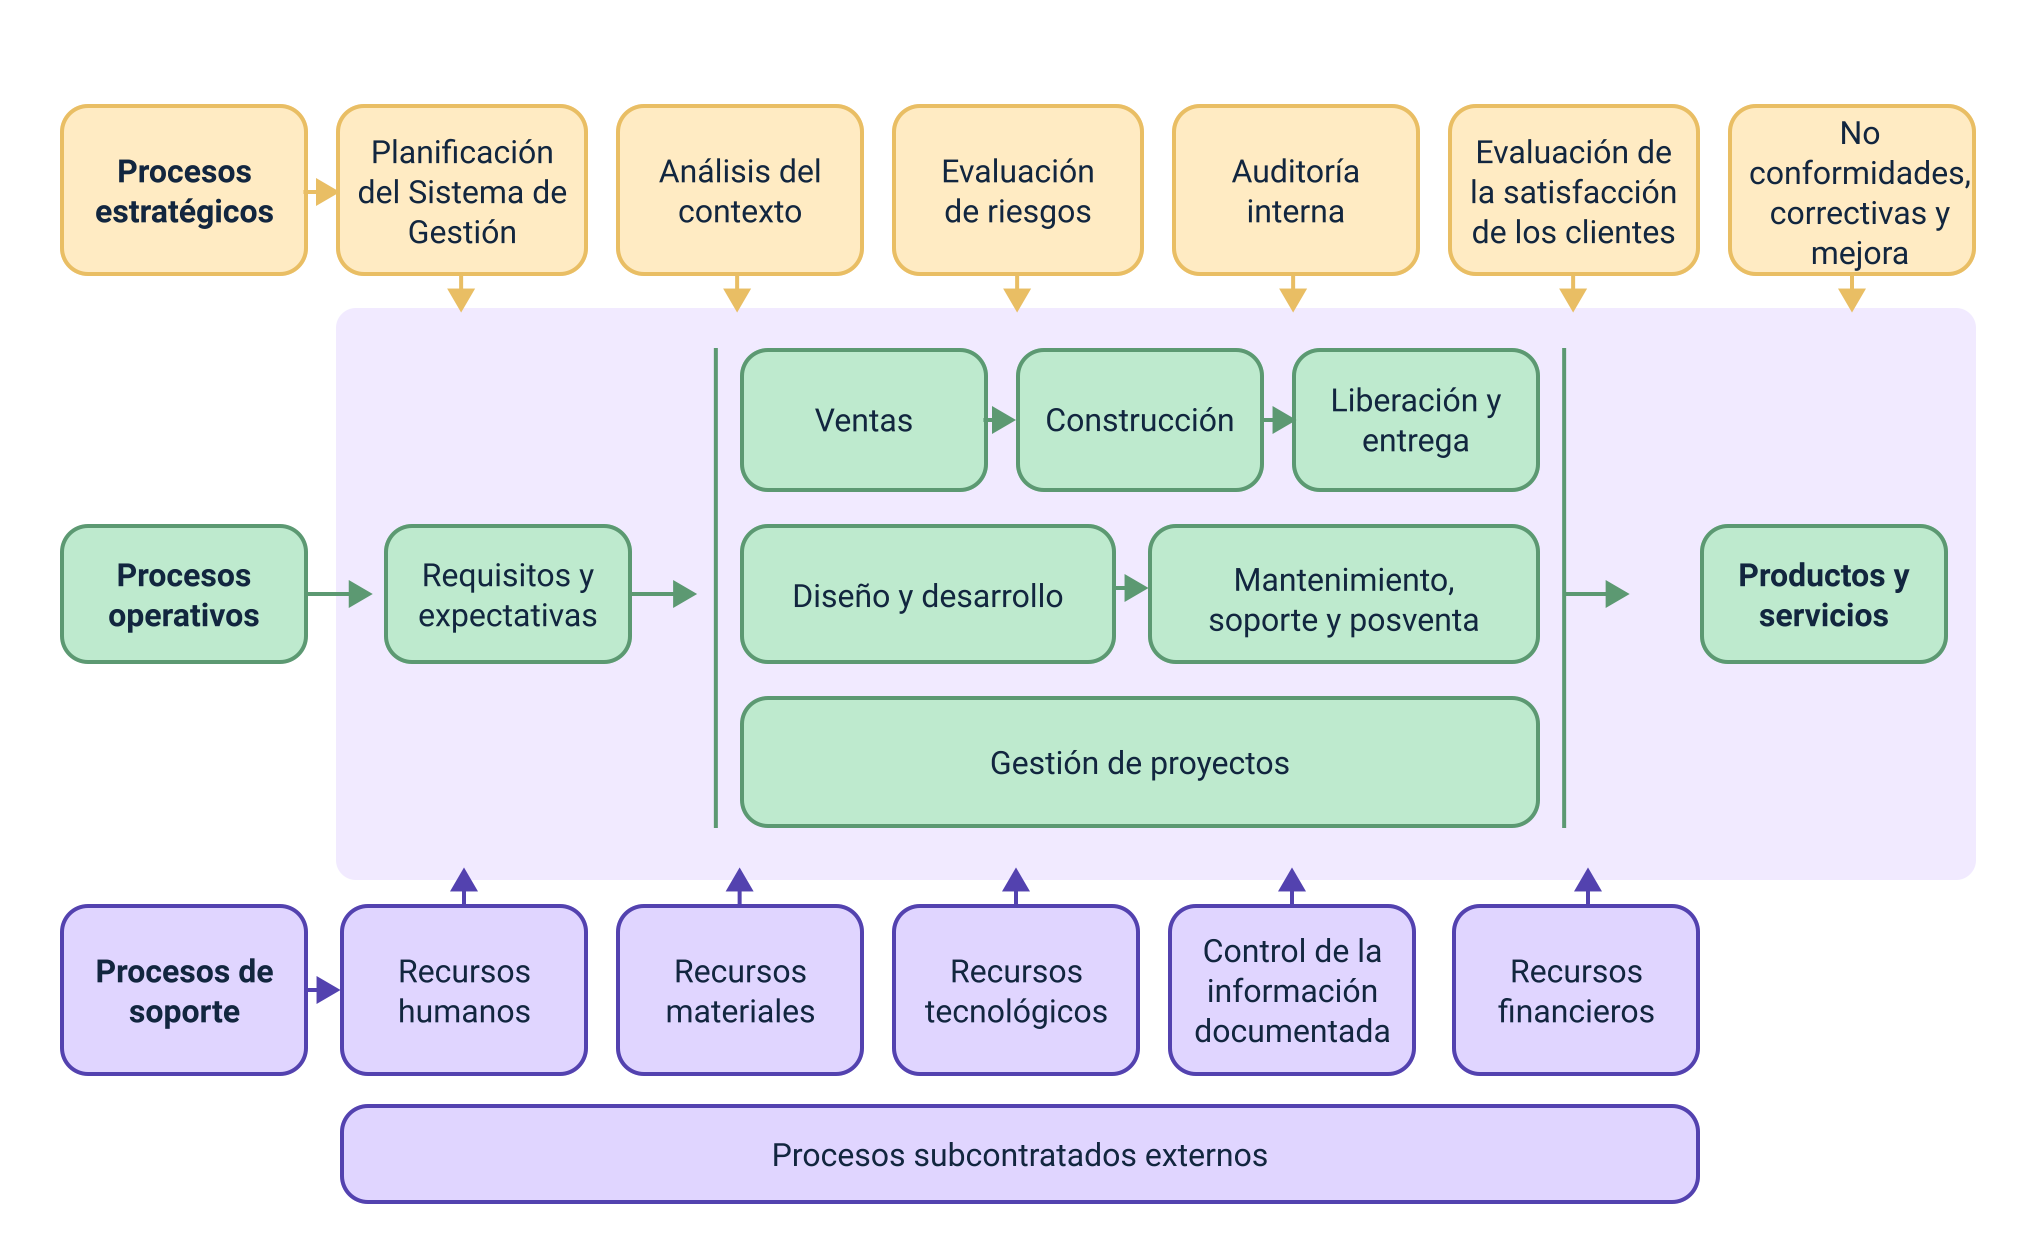 Procesos
estratégicos
Planificación
del Sistema de
Gestión
Análisis del
contexto
Evaluación
de riesgos
Auditoría
interna
Evaluación de
la satisfacción
de los clientes
No
conformidades,
correctivas y
mejora
Ventas
Construcción
Liberación y
entrega
Procesos
operativos
Requisitos y
expectativas
Diseño y desarrollo
Mantenimiento,
soporte y posventa
Productos y
servicios
Gestión de proyectos
Procesos de
soporte
Recursos
humanos
Recursos
materiales
Recursos
tecnológicos
Control de la
información
documentada
Recursos
financieros
Procesos subcontratados externos